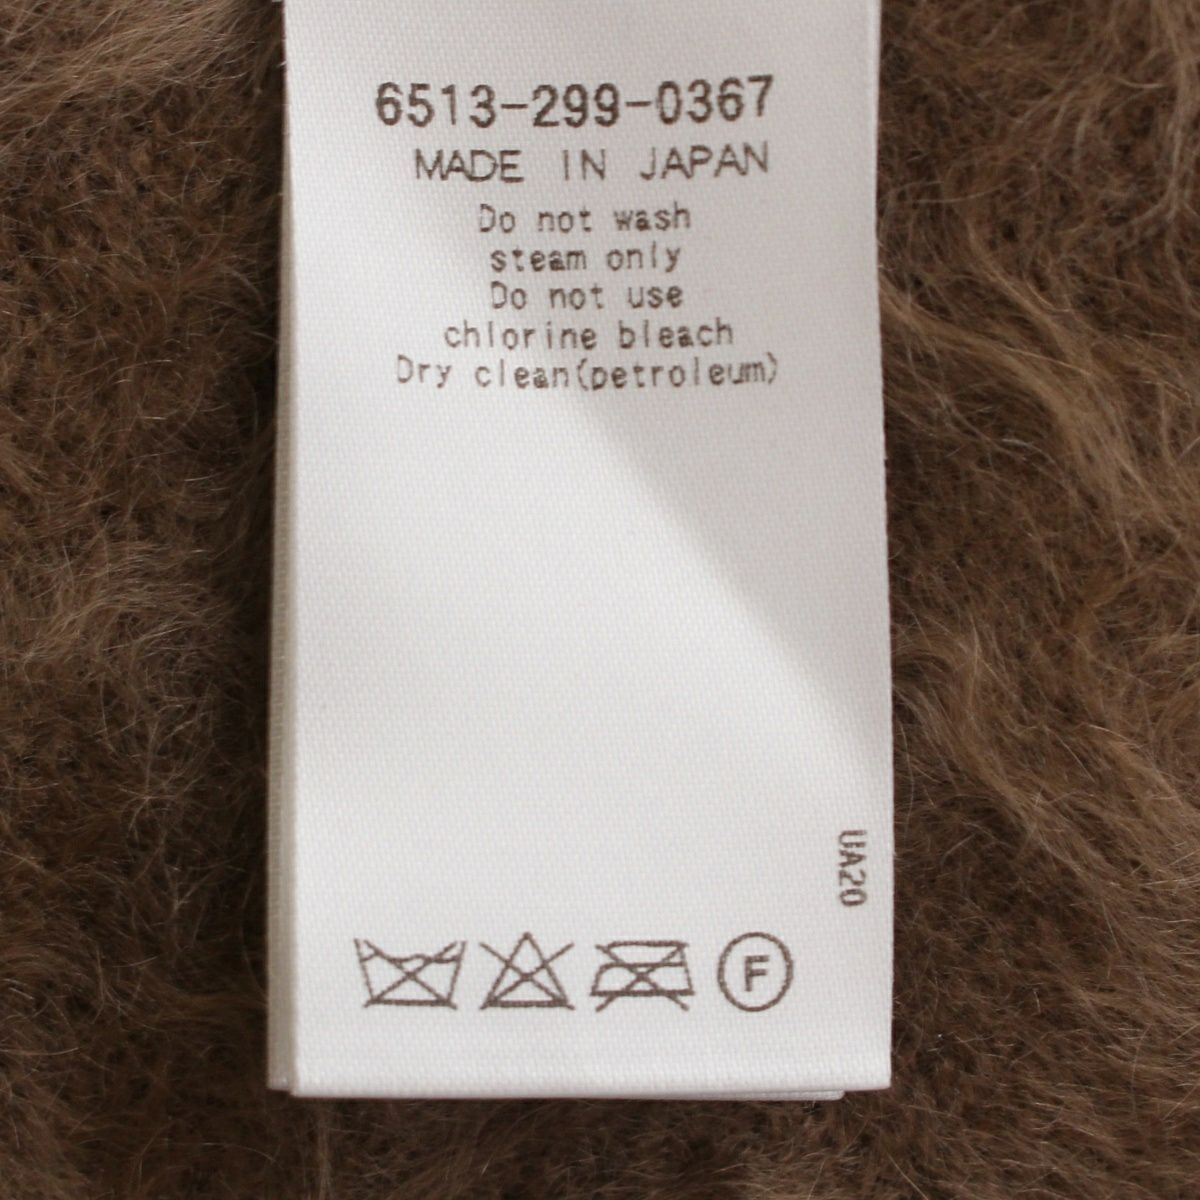 6513-299-0367
MADE IN JAPAN
Do not wash
steam only
Do not use
chlorine bleach
Dry clean(petroleum)
UA20
F